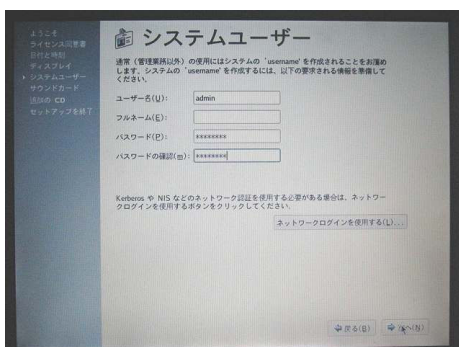 ようこそ
ライセンス同意書
日付と時刻
ディスプレイ
システムユーザー
サウンドカード
追加の CD
セットアップを終了
システムユーザー
通常（管理業務以外）の使用にはシステムの 'username' を作成されることをお薦め
します。システムの 'username' を作成するには、以下の要求される情報を準備して
ください。
ユーザー名(U): admin
フルネーム(E):
パスワード(P): ********
パスワードの確認(m): ********
Kerberos や NIS などのネットワーク認証を使用する必要がある場合は、ネットワー
クログインを使用するボタンをクリックしてください。
ネットワークログインを使用する(L)...
戻る(B)
次へ(N)